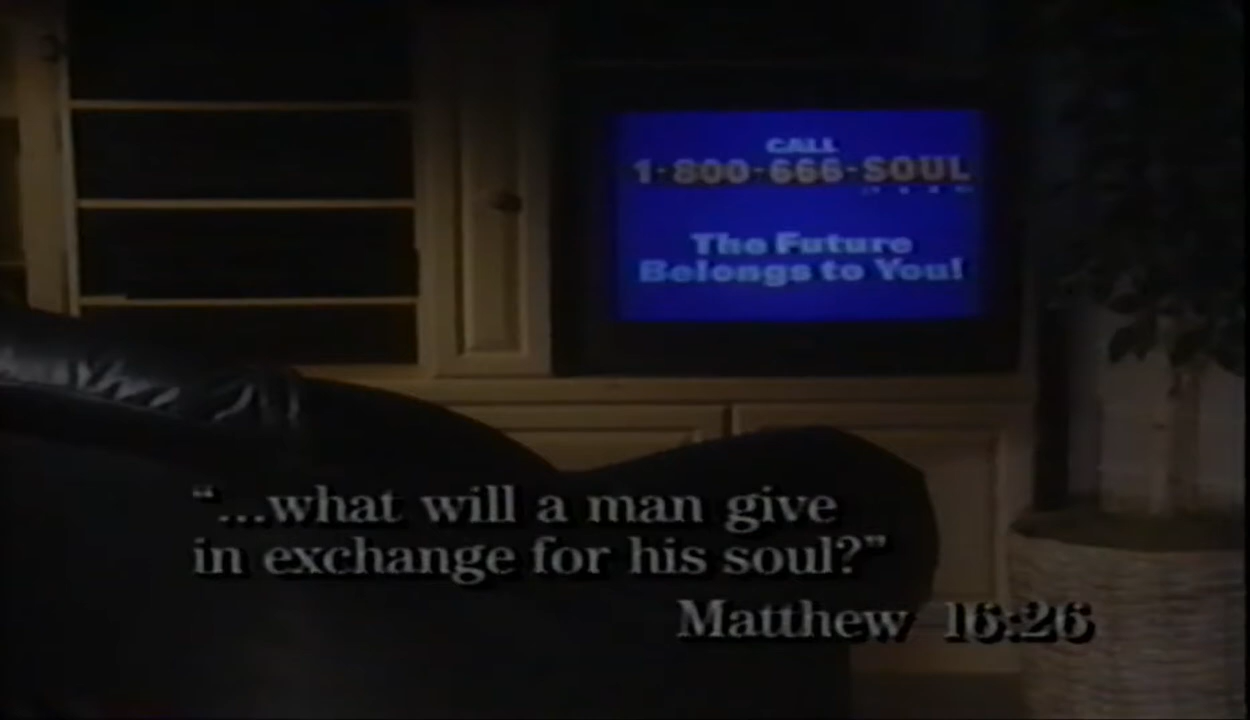 CALL
1-800-666-SOUL
The Future
Belongs to You!
“...what will a man give
in exchange for his soul?”
Matthew 16:26